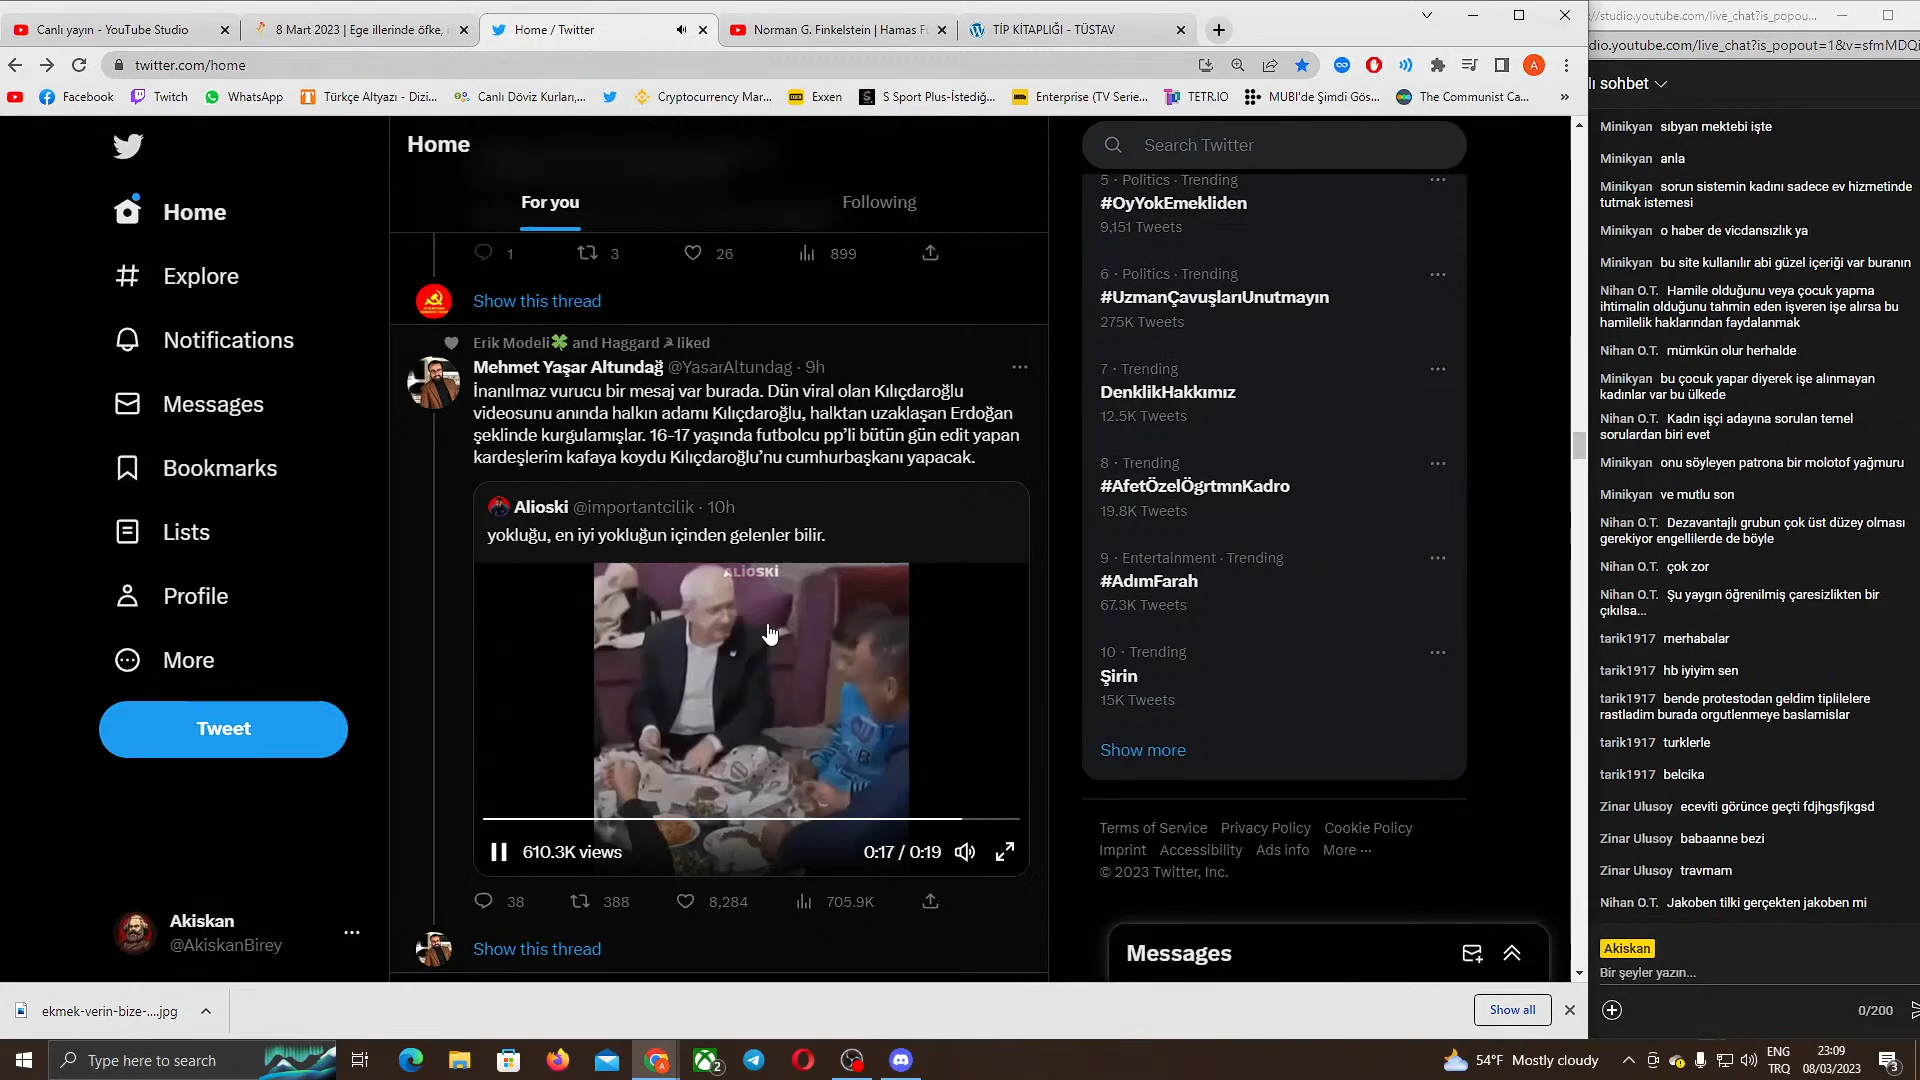 Canlı yayın - YouTube Studio
8 Mart 2023 | Ege illerinde öfke,
Home / Twitter
Norman G. Finkelstein | Hamas F
TİP KİTAPLIĞI - TÜSTAV
//studio.youtube.com/live_chat?is_popou...
twitter.com/home
dio.youtube.com/live_chat?is_popout=1&v=sfmMDQ
Facebook
Twitch
WhatsApp
Türkçe Altyazı - Dizi...
Canlı Döviz Kurları,...
Cryptocurrency Mar...
Exxen
S Sport Plus-İstediğ...
Enterprise (TV Serie...
TETR.IO
MUBI'de Şimdi Gös...
The Communist Ca...
»
Home
Explore
Notifications
Messages
Bookmarks
Lists
Profile
More
Tweet
Akiskan
@AkiskanBirey
Home
For you
Following
1
3
26
899
Show this thread
Erik Modeli🍀 and Haggard ☭ liked
Mehmet Yaşar Altundağ @YasarAltundag · 9h
İnanılmaz vurucu bir mesaj var burada. Dün viral olan Kılıçdaroğlu
videosunu anında halkın adamı Kılıçdaroğlu, halktan uzaklaşan Erdoğan
şeklinde kurgulamışlar. 16-17 yaşında futbolcu pp'li bütün gün edit yapan
kardeşlerim kafaya koydu Kılıçdaroğlu'nu cumhurbaşkanı yapacak.
Alioski @importantcilik · 10h
yokluğu, en iyi yokluğun içinden gelenler bilir.
ALİOSKİ
610.3K views
0:17 / 0:19
38
388
8,284
705.9K
Show this thread
Search Twitter
5 · Politics · Trending
#OyYokEmekliden
9,151 Tweets
6 · Politics · Trending
#UzmanÇavuşlarıUnutmayın
275K Tweets
7 · Trending
DenklikHakkımız
12.5K Tweets
8 · Trending
#AfetÖzelÖgrtmnKadro
19.8K Tweets
9 · Entertainment · Trending
#AdımFarah
67.3K Tweets
10 · Trending
Şirin
15K Tweets
Show more
Terms of Service Privacy Policy Cookie Policy
Imprint Accessibility Ads info More ···
© 2023 Twitter, Inc.
Messages
lı sohbet
Minikyan sıbyan mektebi işte
Minikyan anla
Minikyan sorun sistemin kadını sadece ev hizmetinde
tutmak istemesi
Minikyan o haber de vicdansızlık ya
Minikyan bu site kullanılır abi güzel içeriği var buranın
Nihan O.T. Hamile olduğunu veya çocuk yapma
ihtimalin olduğunu tahmin eden işveren işe alırsa bu
hamilelik haklarından faydalanmak
Nihan O.T. mümkün olur herhalde
Minikyan bu çocuk yapar diyerek işe alınmayan
kadınlar var bu ülkede
Nihan O.T. Kadın işçi adayına sorulan temel
sorulardan biri evet
Minikyan onu söyleyen patrona bir molotof yağmuru
Minikyan ve mutlu son
Nihan O.T. Dezavantajlı grubun çok üst düzey olması
gerekiyor engellilerde de böyle
Nihan O.T. çok zor
Nihan O.T. Şu yaygın öğrenilmiş çaresizlikten bir
çıkılsa...
tarik1917 merhabalar
tarik1917 hb iyiyim sen
tarik1917 bende protestodan geldim tiplilelere
rastladim burada orgutlenmeye baslamislar
tarik1917 turklerle
tarik1917 belcika
Zinar Ulusoy eceviti görünce geçti fdjhgsfjkgsd
Zinar Ulusoy babaanne bezi
Zinar Ulusoy travmam
Nihan O.T. Jakoben tilki gerçekten jakoben mi
Akiskan
Bir şeyler yazın...
0/200
ekmek-verin-bize-....jpg
Show all
Type here to search
2
54°F Mostly cloudy
ENG
TRQ
23:09
08/03/2023
3